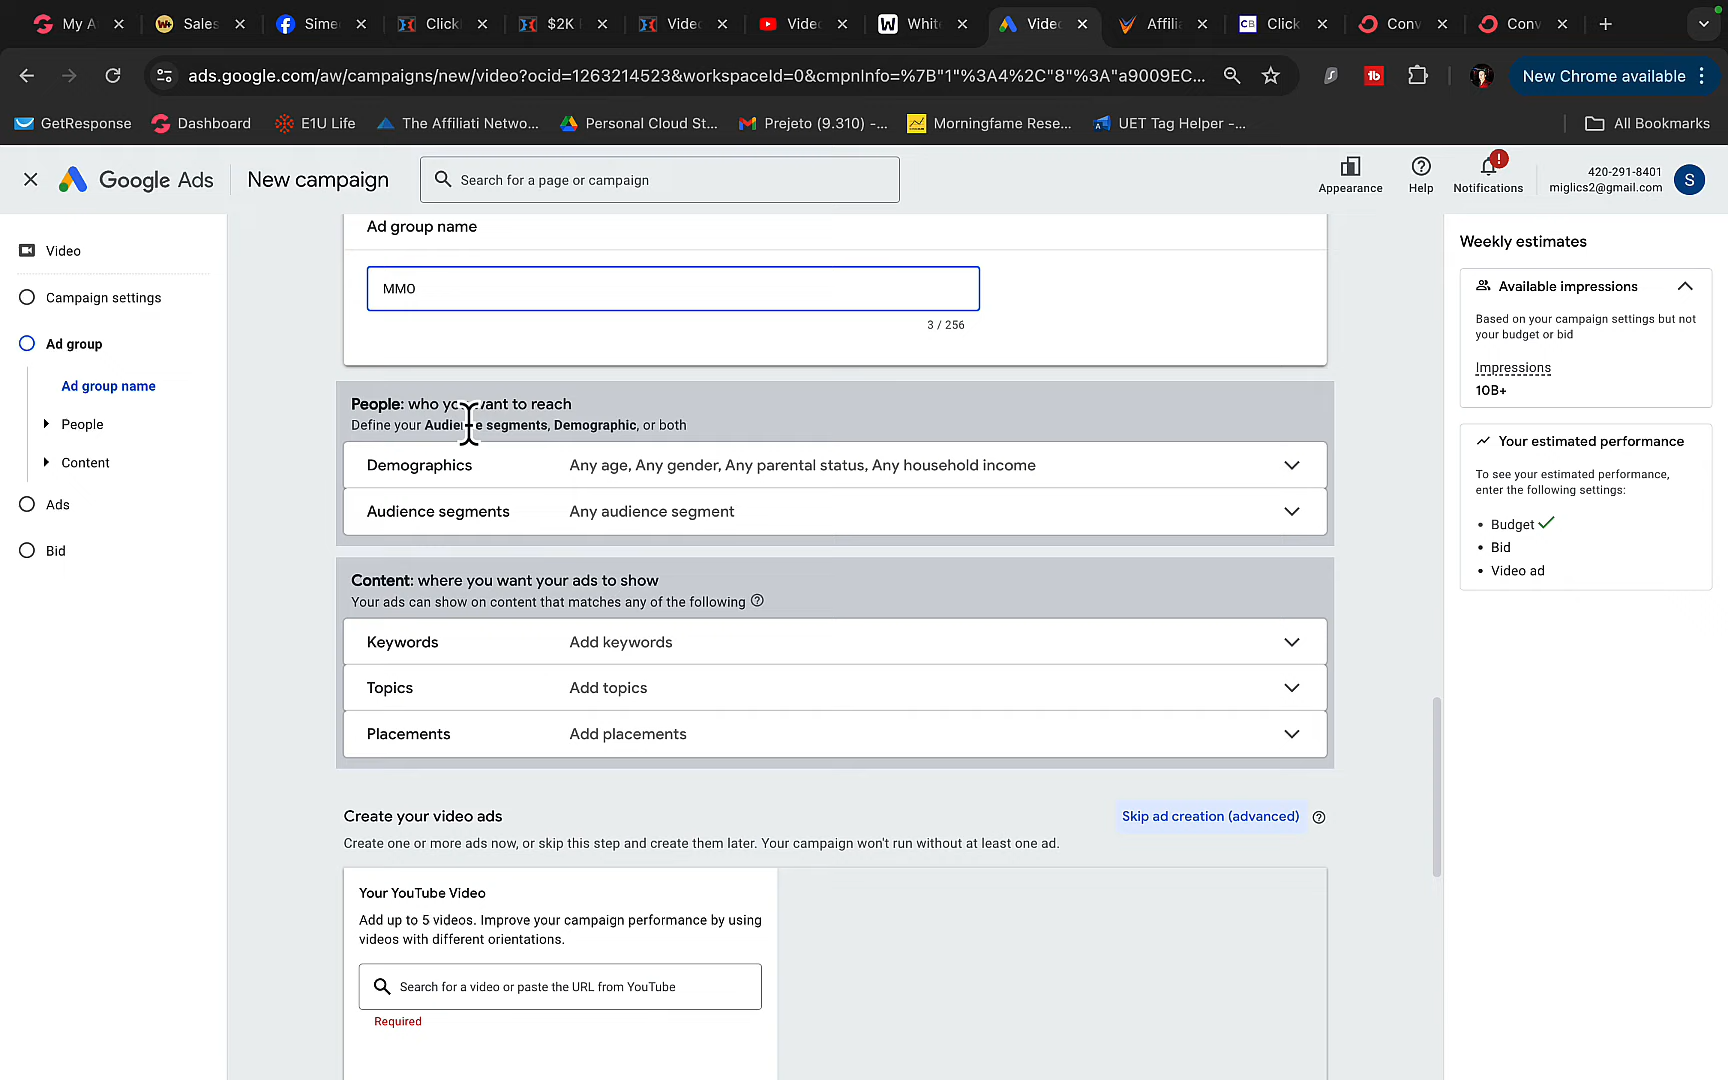 My A
Sales
Sime
Click
$2K
Vide
Vide
White
Vide
Affili
Click
Conv
Conv
ads.google.com/aw/campaigns/new/video?ocid=1263214523&workspaceId=0&cmpnInfo=%7B"1"%3A4%2C"8"%3A"a9009EC...
New Chrome available
GetResponse
Dashboard
E1U Life
The Affiliati Netwo...
Personal Cloud St...
Prejeto (9.310) -...
Morningfame Rese...
UET Tag Helper -...
All Bookmarks
Google Ads
New campaign
Search for a page or campaign
Appearance
Help
Notifications
420-291-8401
miglics2@gmail.com
S
Video
Campaign settings
Ad group
Ad group name
People
Content
Ads
Bid
Ad group name
MMO
3 / 256
People: who you want to reach
Define your Audience segments, Demographic, or both
Demographics Any age, Any gender, Any parental status, Any household income
Audience segments Any audience segment
Content: where you want your ads to show
Your ads can show on content that matches any of the following
Keywords Add keywords
Topics Add topics
Placements Add placements
Create your video ads
Skip ad creation (advanced)
Create one or more ads now, or skip this step and create them later. Your campaign won't run without at least one ad.
Your YouTube Video
Add up to 5 videos. Improve your campaign performance by using
videos with different orientations.
Search for a video or paste the URL from YouTube
Required
Weekly estimates
Available impressions
Based on your campaign settings but not
your budget or bid
Impressions
10B+
Your estimated performance
To see your estimated performance,
enter the following settings:
• Budget
• Bid
• Video ad